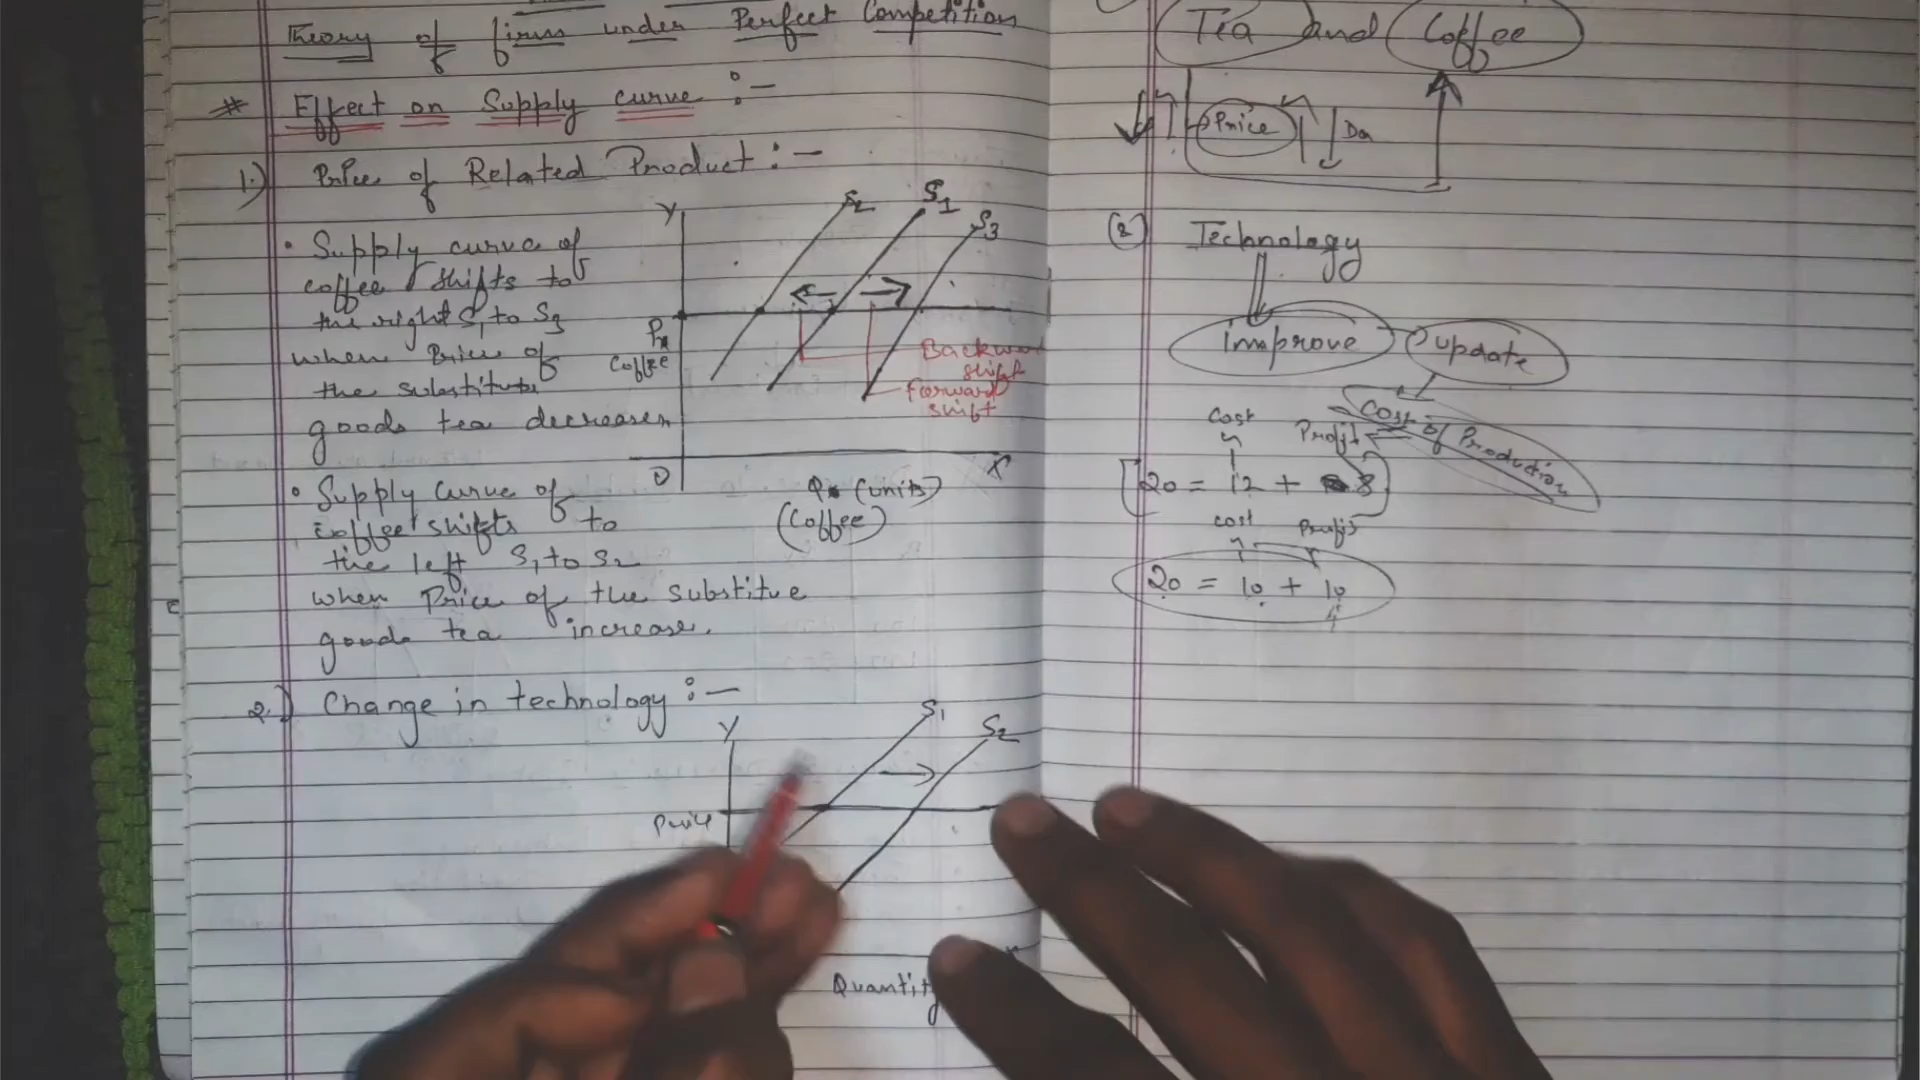 Theory of firms under Perfect Competition
# Effect on Supply curve :-
1.) Price of Related Product :-
• Supply curve of
coffee shifts to
the right S1 to S3
when Price of
the substitute
goods tea decreases
• Supply curve of
coffee shifts to
the left S1 to S2
when Price of the substitue
goods tea increase.
Y
S2
S1
S3
Px
Coffee
Backward
shift
forward
shift
O
X
Qx (units)
(Coffee)
2.) Change in technology :-
Y
S1
S2
Price
Quantity
Tea and Coffee
Price
(2) Technology
improve update
Cost of Production
Cost Profit
20 = 12 + 8
cost Profit
20 = 10 + 10